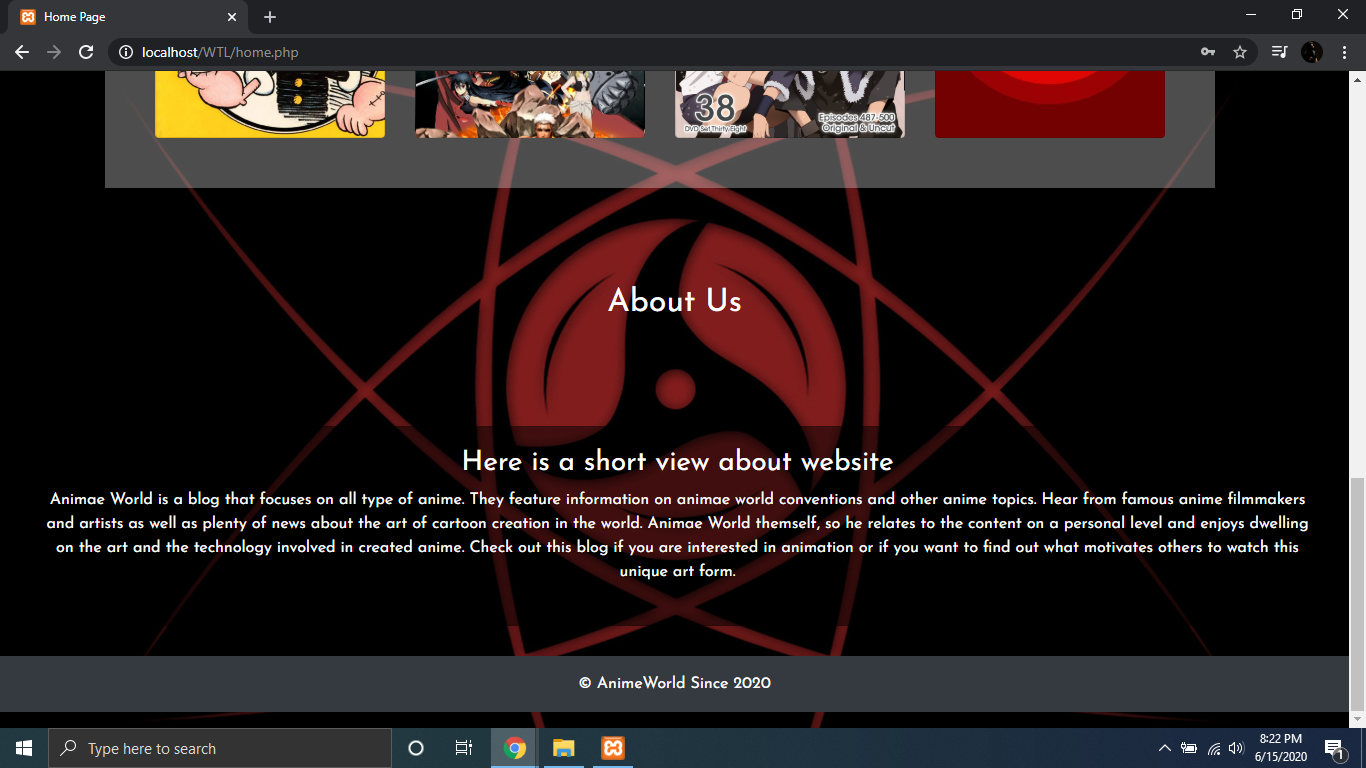 Home Page
localhost/WTL/home.php
38
DVD Set Thirty.Eight
Episodes 487-500
Original & Uncut
About Us
Here is a short view about website
Animae World is a blog that focuses on all type of anime. They feature information on animae world conventions and other anime topics. Hear from famous anime filmmakers
and artists as well as plenty of news about the art of cartoon creation in the world. Animae World themself, so he relates to the content on a personal level and enjoys dwelling
on the art and the technology involved in created anime. Check out this blog if you are interested in animation or if you want to find out what motivates others to watch this
unique art form.
© AnimeWorld Since 2020
Type here to search
8:22 PM
6/15/2020
1